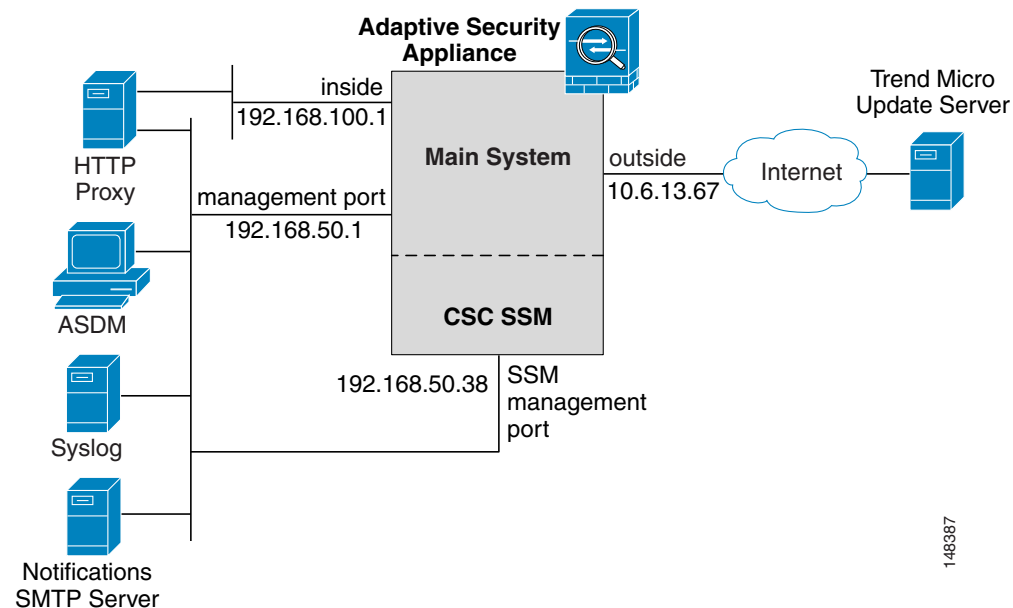 Adaptive Security
Appliance
inside
192.168.100.1
HTTP
Proxy
Main System
outside
10.6.13.67
Internet
Trend Micro
Update Server
management port
192.168.50.1
ASDM
CSC SSM
192.168.50.38
SSM
management
port
Syslog
Notifications
SMTP Server
148387